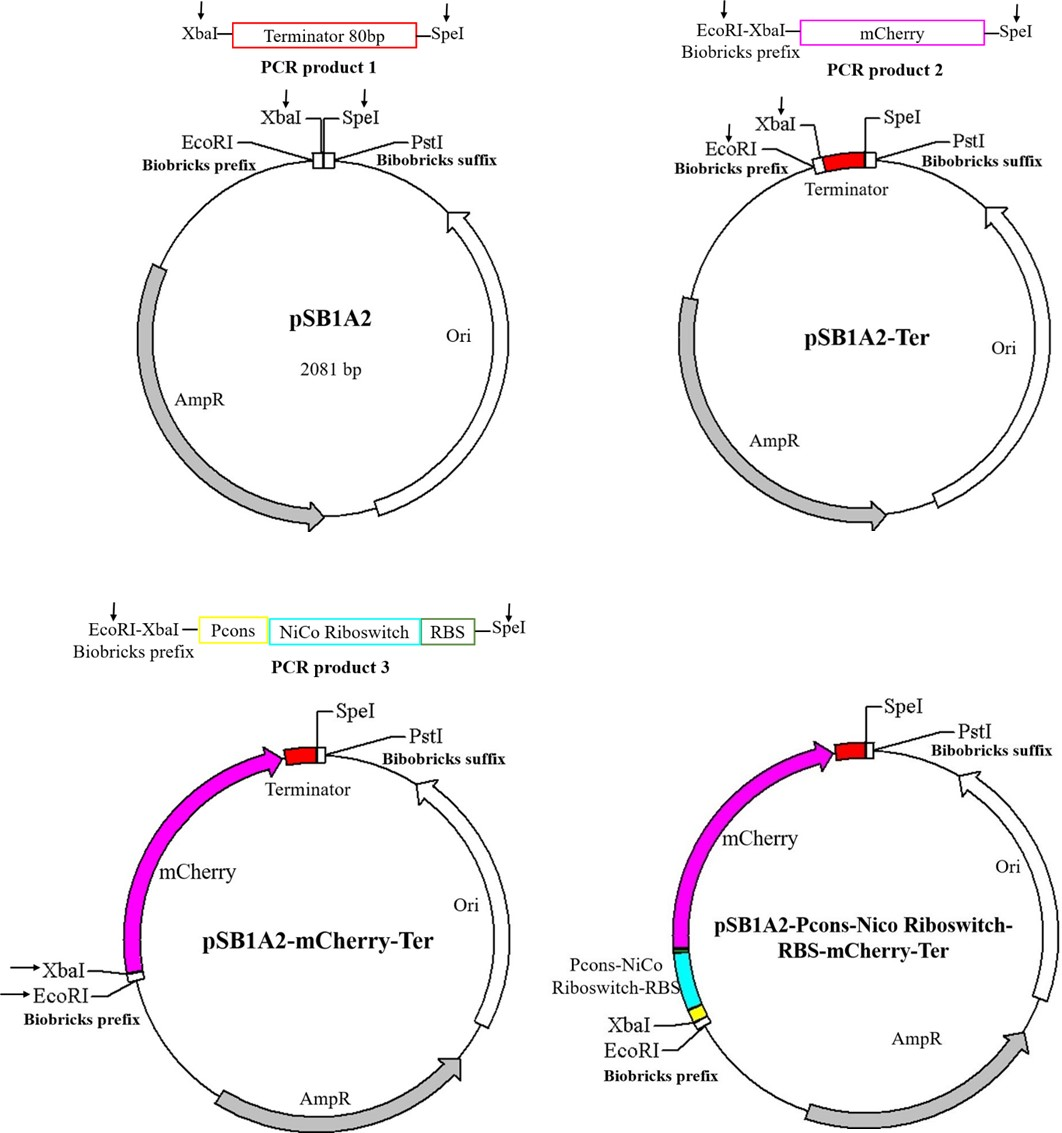 XbaI
Terminator 80bp
SpeI
PCR product 1
XbaI
SpeI
EcoRI
PstI
Biobricks prefix
Bibobricks suffix
pSB1A2
2081 bp
Ori
AmpR
EcoRI-XbaI
mCherry
SpeI
Biobricks prefix
PCR product 2
XbaI
SpeI
EcoRI
PstI
Biobricks prefix
Bibobricks suffix
Terminator
pSB1A2-Ter
Ori
AmpR
EcoRI-XbaI
Pcons
NiCo Riboswitch
RBS
SpeI
Biobricks prefix
PCR product 3
SpeI
PstI
Bibobricks suffix
Terminator
mCherry
Ori
pSB1A2-mCherry-Ter
XbaI
EcoRI
Biobricks prefix
AmpR
SpeI
PstI
Bibobricks suffix
mCherry
Ori
pSB1A2-Pcons-Nico Riboswitch-
RBS-mCherry-Ter
Pcons-NiCo
Riboswitch-RBS
XbaI
EcoRI
Biobricks prefix
AmpR